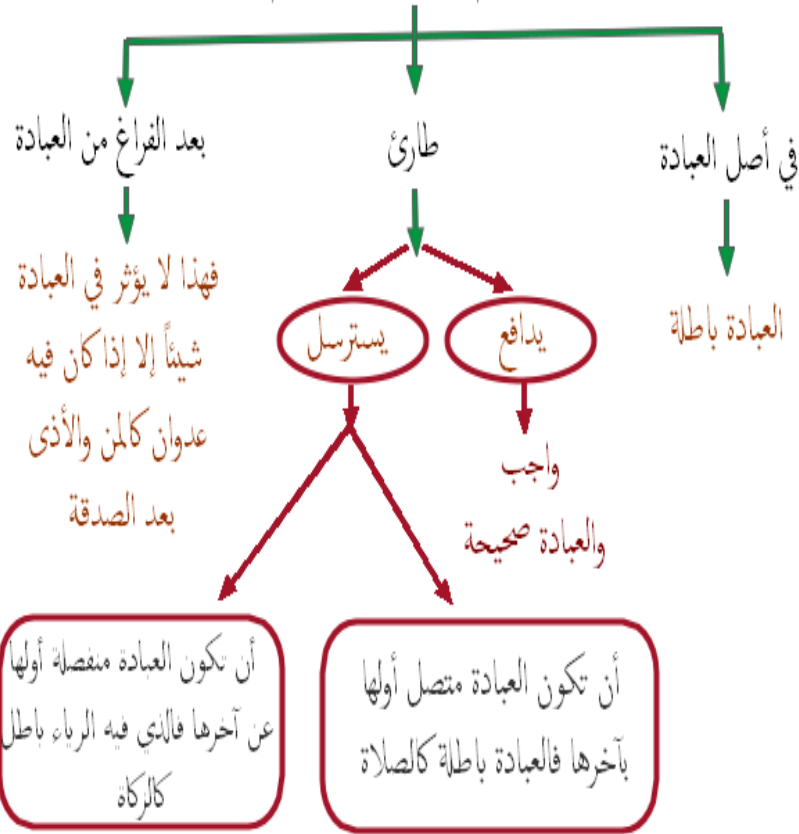 في أصل العبادة
العبادة باطلة
طارئ
يدافع
واجب
والعبادة صحيحة
يسترسل
أن تكون العبادة متصل أولها
بآخرها فالعبادة باطلة كالصلاة
أن تكون العبادة منفصلة أولها
عن آخرها فالذي فيه الرياء باطل
كالزكاة
بعد الفراغ من العبادة
فهذا لا يؤثر في العبادة
شيئاً إلا إذا كان فيه
عدوان كالمن والأذى
بعد الصدقة